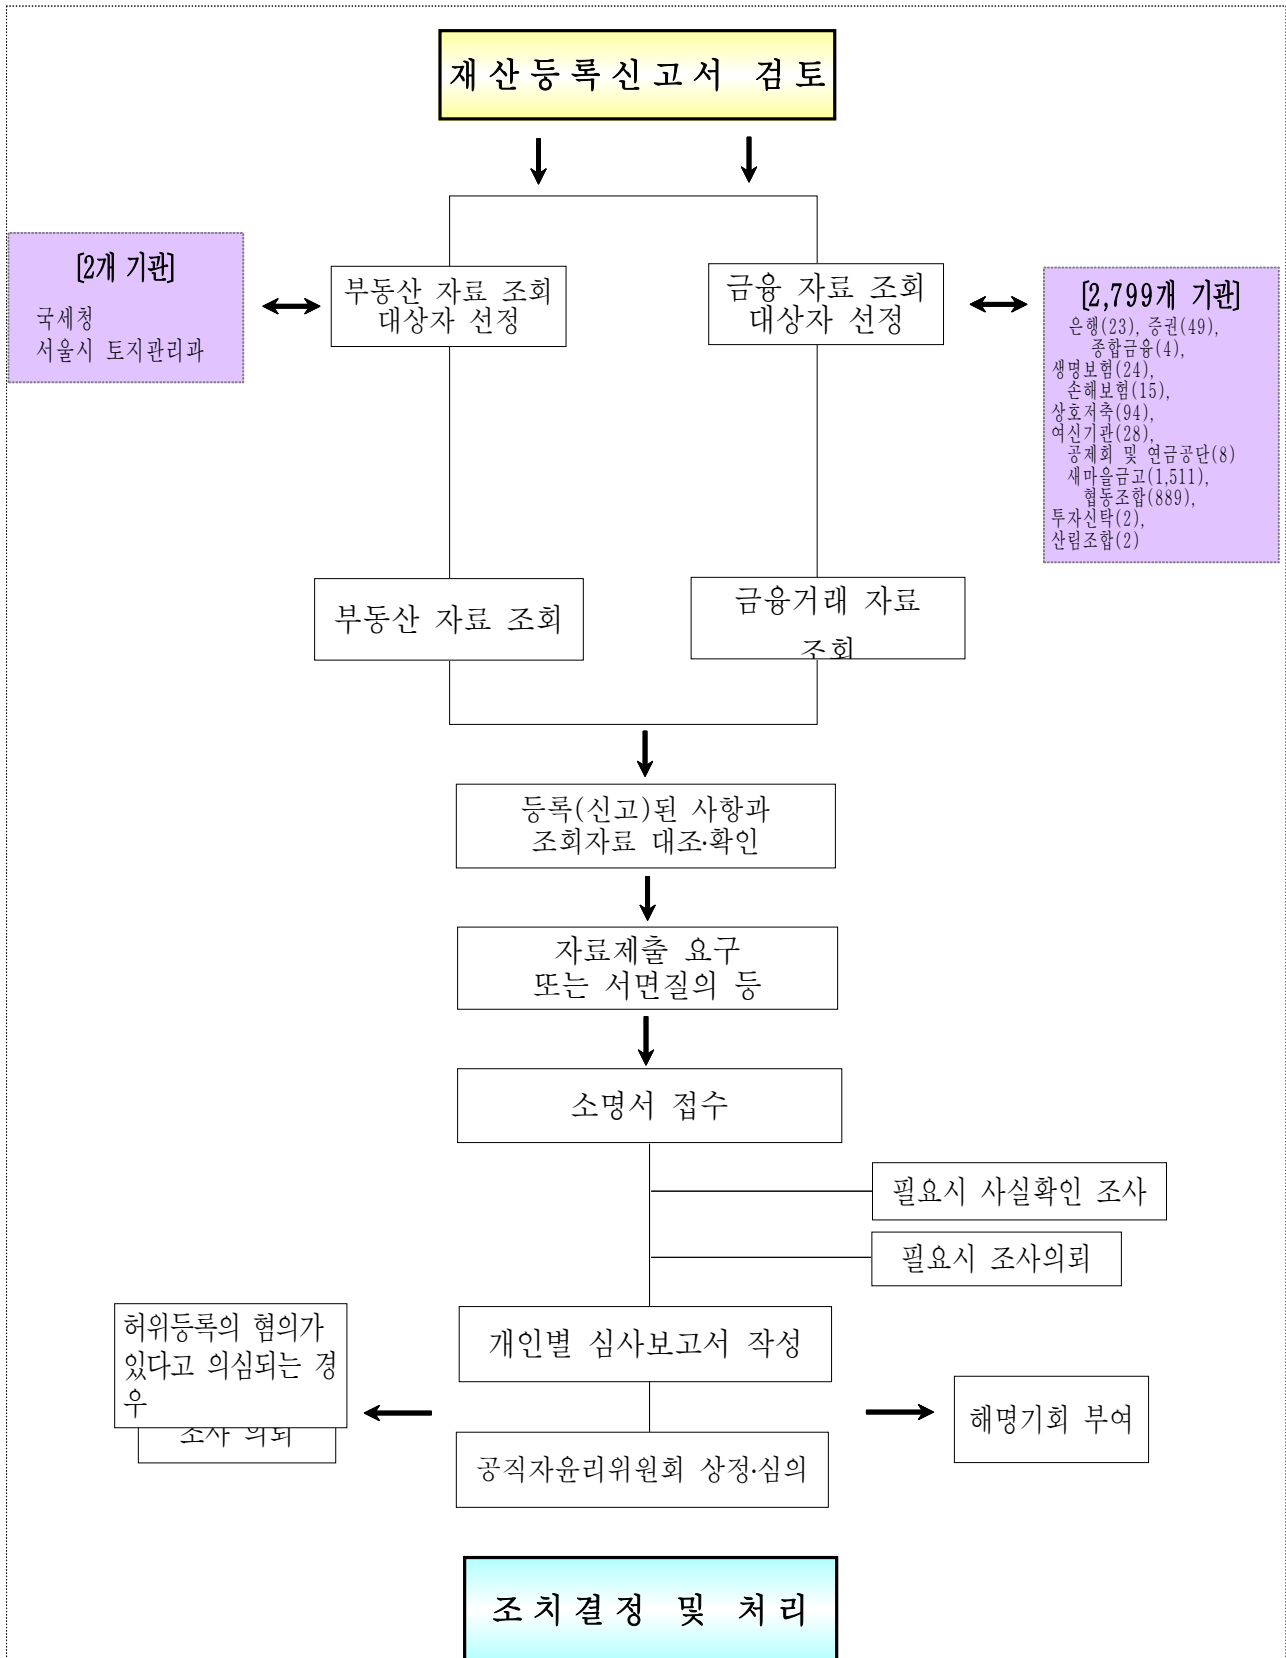 재산등록신고서 검토
[2개 기관]
국세청
서울시 토지관리과
부동산 자료 조회
대상자 선정
금융 자료 조회
대상자 선정
[2,799개 기관]
은행(23), 증권(49),
종합금융(4),
생명보험(24),
손해보험(15),
상호저축(94),
여신기관(28),
공제회 및 연금공단(8)
새마을금고(1,511),
협동조합(889),
투자신탁(2),
산림조합(2)
부동산 자료 조회
금융거래 자료
조회
등록(신고)된 사항과
조회자료 대조·확인
자료제출 요구
또는 서면질의 등
소명서 접수
필요시 사실확인 조사
필요시 조사의뢰
개인별 심사보고서 작성
허위등록의 혐의가
있다고 의심되는 경
우
조사 의뢰
해명기회 부여
공직자윤리위원회 상정·심의
조치결정 및 처리